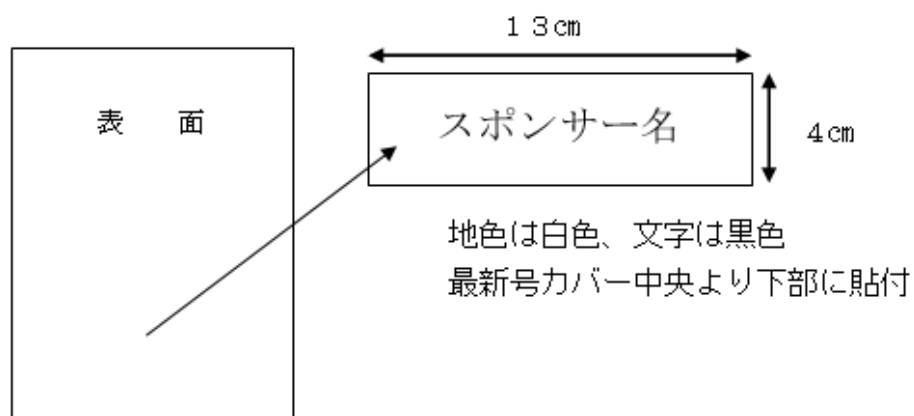 １３㎝
表　面
スポンサー名
4㎝
地色は白色、文字は黒色
最新号カバー中央より下部に貼付